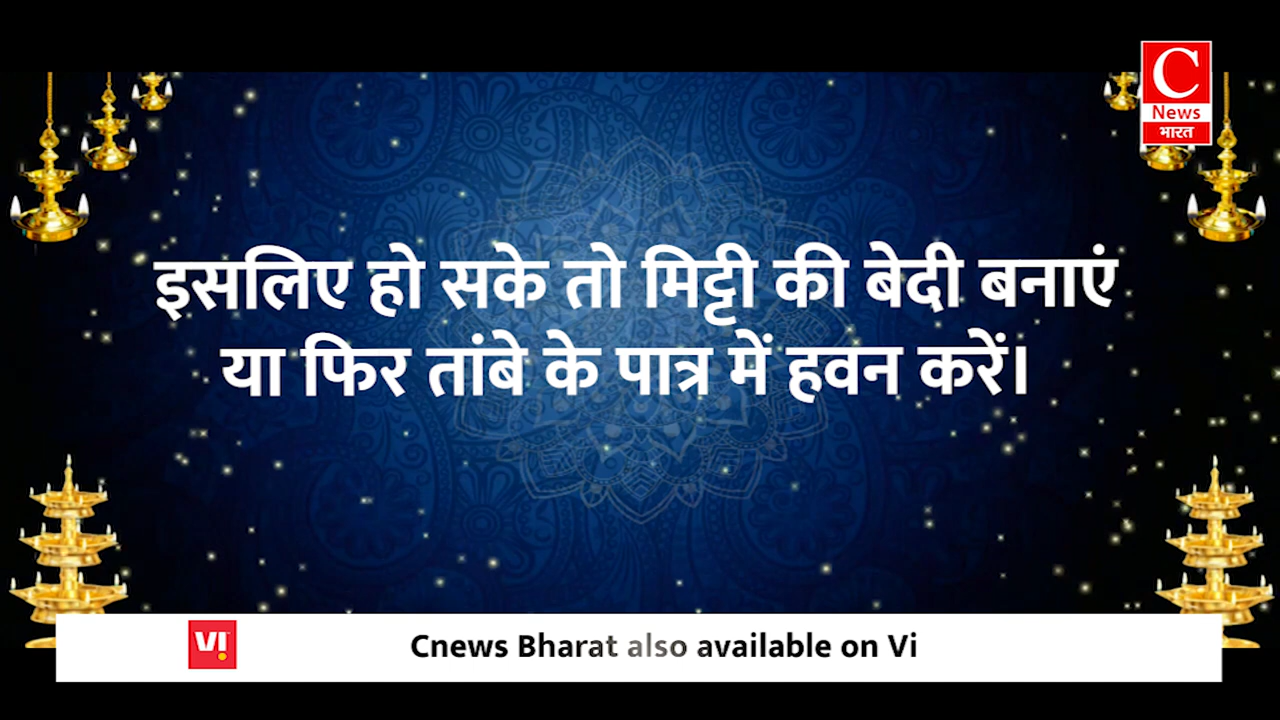 C
News
भारत
इसलिए हो सके तो मिट्टी की बेदी बनाएं
या फिर तांबे के पात्र में हवन करें।
VI
Cnews Bharat also available on Vi